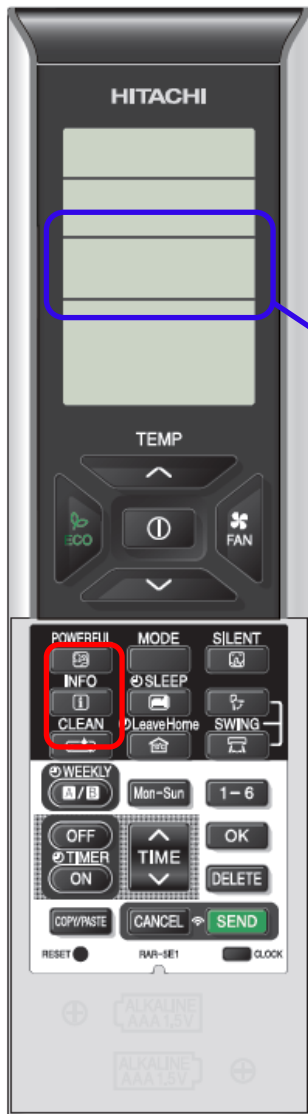 HITACHI
TEMP
ECO
FAN
POWERFUL MODE SILENT
INFO SLEEP
CLEAN LeaveHome SWING
WEEKLY
A/B Mon-Sun 1-6
OFF OK
TIMER TIME
ON DELETE
COPY/PASTE CANCEL SEND
RESET RAR-5E1 CLOCK
ALKALINE
AAA 1,5V
ALKALINE
AAA 1,5V